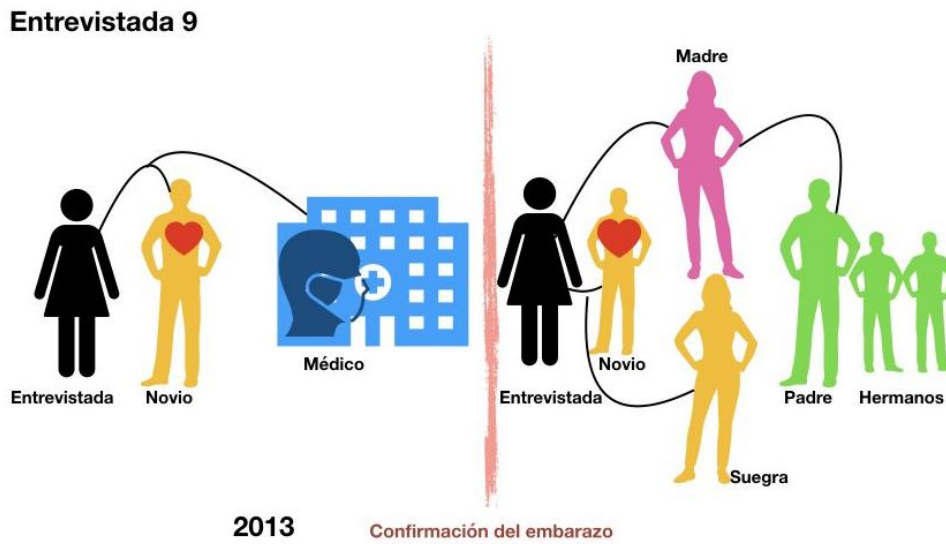 Entrevistada 9
Entrevistada
Novio
Médico
Madre
Entrevistada
Novio
Padre
Hermanos
Suegra
2013
Confirmación del embarazo